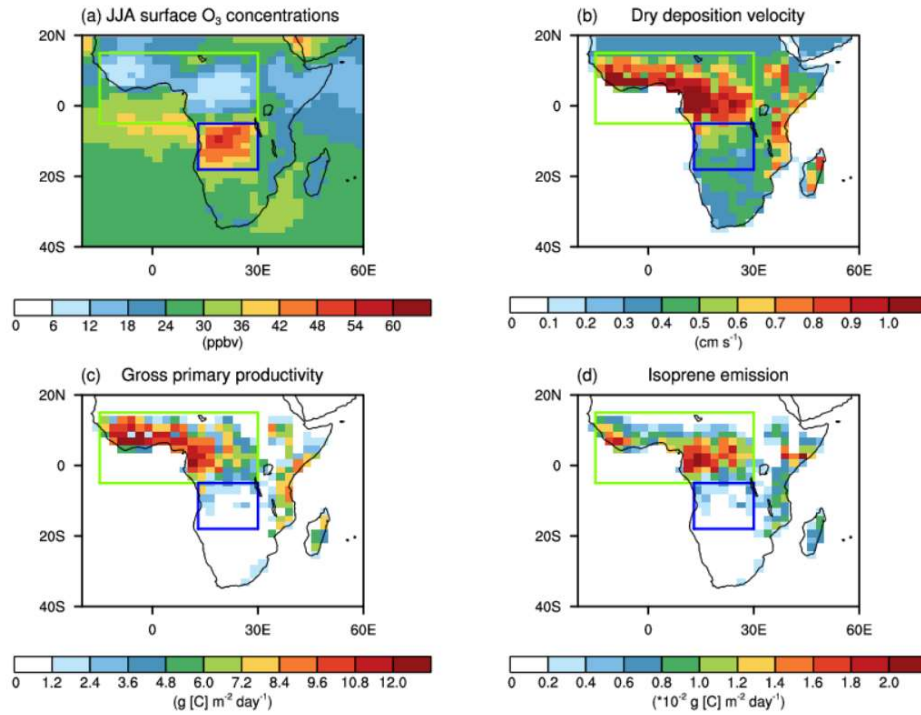 (a) JJA surface O₃ concentrations
20N
0
20S
40S
0 30E 60E
0 6 12 18 24 30 36 42 48 54 60
(ppbv)
(b) Dry deposition velocity
20N
0
20S
40S
0 30E 60E
0 0.1 0.2 0.3 0.4 0.5 0.6 0.7 0.8 0.9 1.0
(cm s⁻¹)
(c) Gross primary productivity
20N
0
20S
40S
0 30E 60E
0 1.2 2.4 3.6 4.8 6.0 7.2 8.4 9.6 10.8 12.0
(g [C] m⁻² day⁻¹)
(d) Isoprene emission
20N
0
20S
40S
0 30E 60E
0 0.2 0.4 0.6 0.8 1.0 1.2 1.4 1.6 1.8 2.0
(*10⁻² g [C] m⁻² day⁻¹)